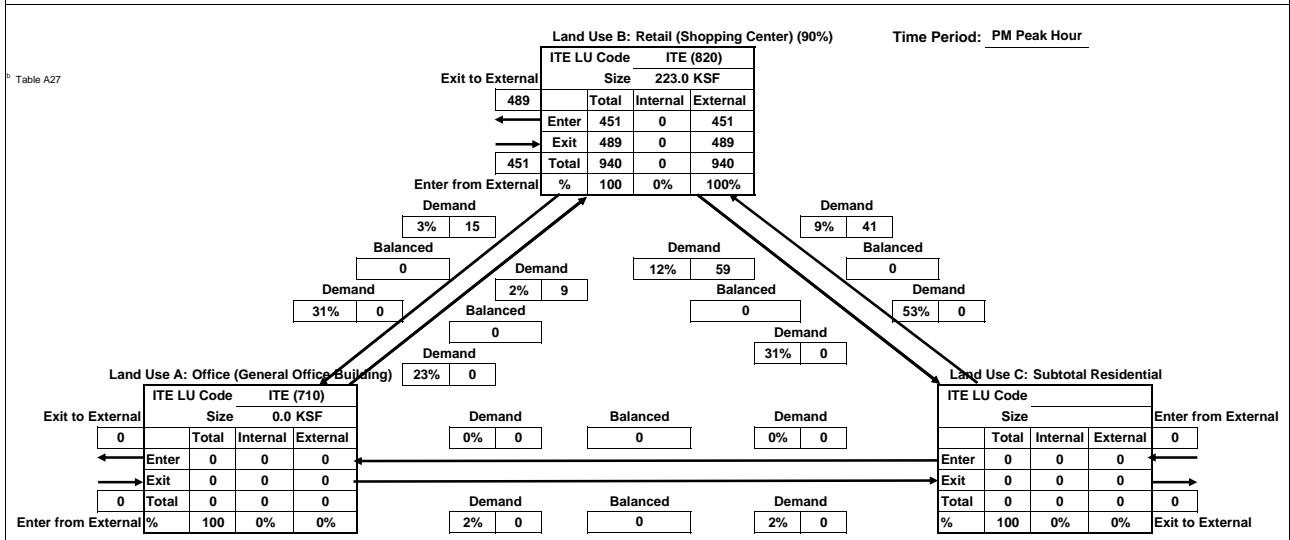 Land Use B: Retail (Shopping Center) (90%)
Time Period: PM Peak Hour
ITE LU Code ITE (820)
b Table A27
Exit to External Size 223.0 KSF
489 Total Internal External
Enter 451 0 451
Exit 489 0 489
451 Total 940 0 940
Enter from External % 100 0% 100%
Demand Demand
3% 15 9% 41
Balanced Demand Balanced
0 Demand 12% 59 0
Demand 2% 9 Balanced Demand
31% 0 Balanced 0 53% 0
0 Demand
Demand 31% 0
Land Use A: Office (General Office Building) 23% 0 Land Use C: Subtotal Residential
ITE LU Code ITE (710) ITE LU Code
Exit to External Size 0.0 KSF Demand Balanced Demand Size Enter from External
0 Total Internal External 0% 0 0 0% 0 Total Internal External 0
Enter 0 0 0 Enter 0 0 0
Exit 0 0 0 Exit 0 0 0
0 Total 0 0 0 Demand Balanced Demand Total 0 0 0 0
Enter from External % 100 0% 0% 2% 0 0 2% 0 % 100 0% 0% Exit to External